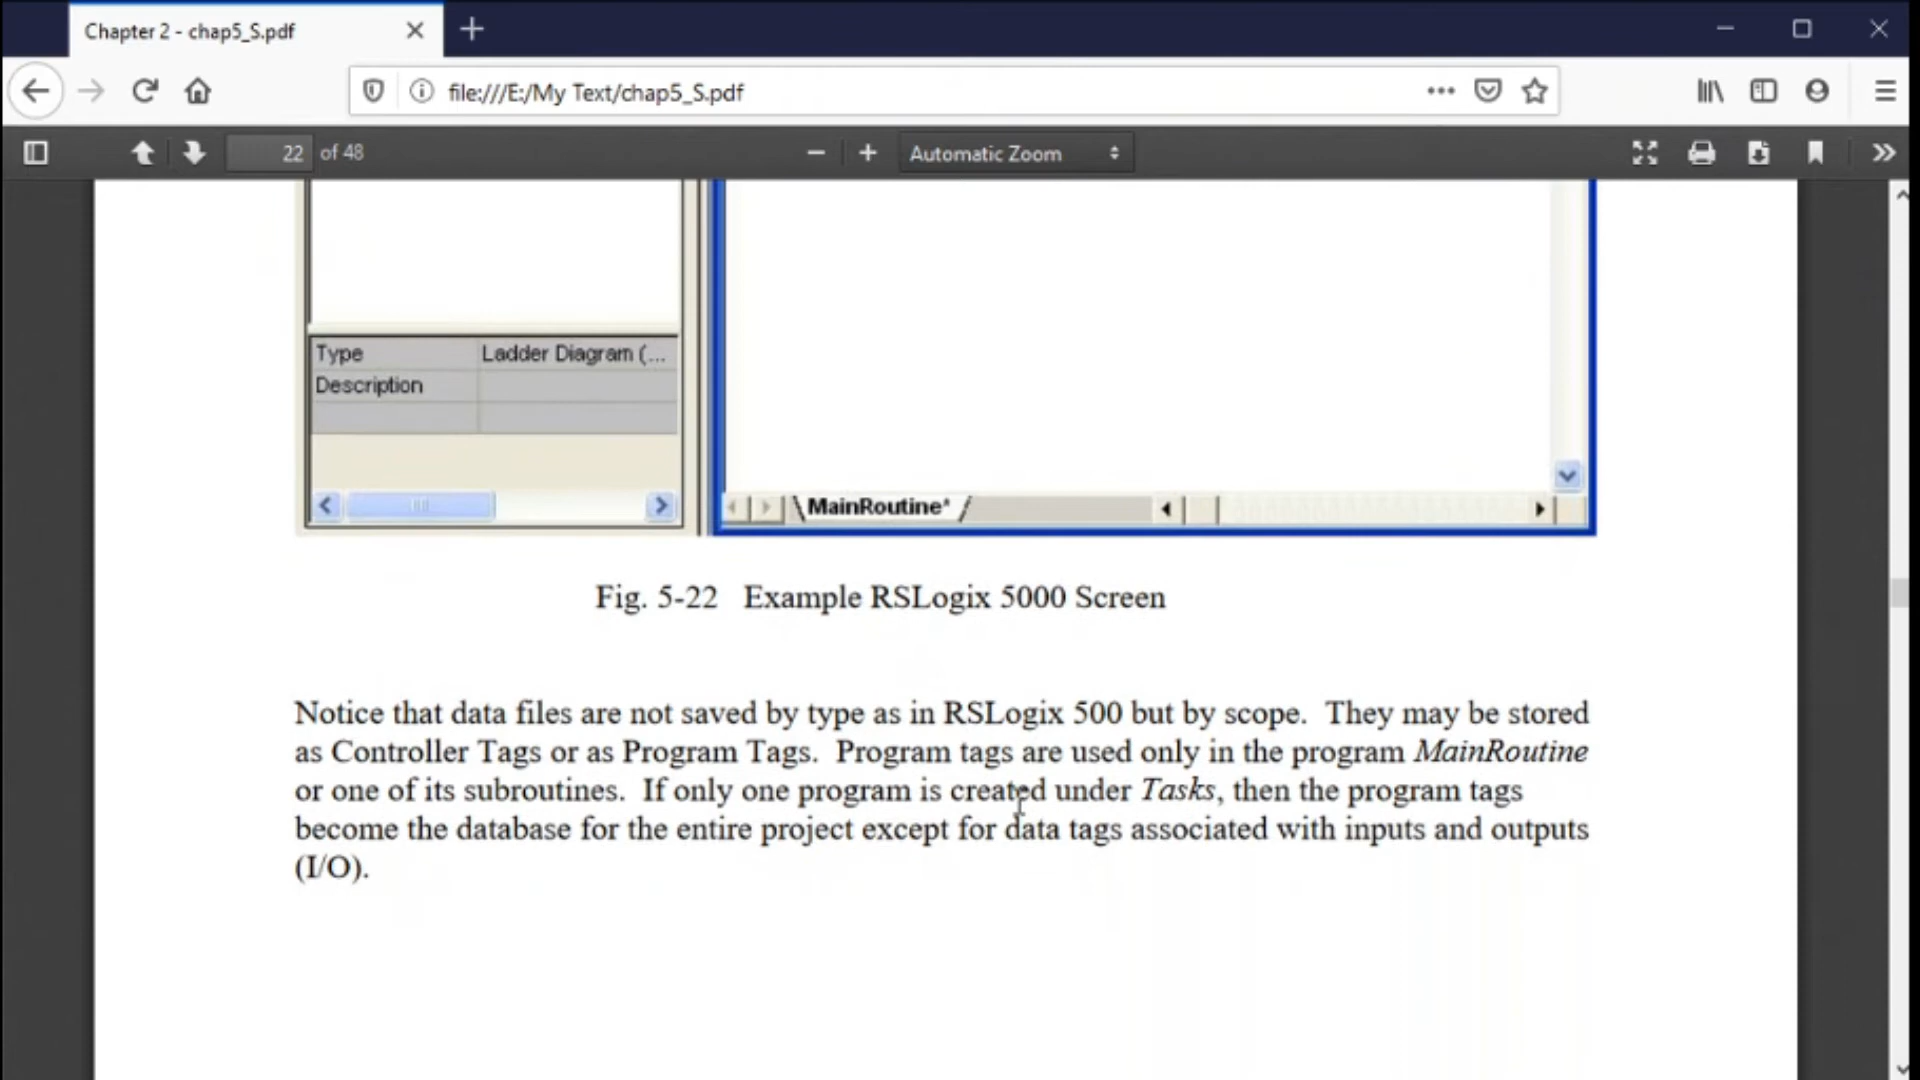 Chapter 2 - chap5_S.pdf
file:///E:/My Text/chap5_S.pdf
22 of 48
Automatic Zoom
Type Ladder Diagram (...
Description
MainRoutine*
Fig. 5-22 Example RSLogix 5000 Screen
Notice that data files are not saved by type as in RSLogix 500 but by scope. They may be stored
as Controller Tags or as Program Tags. Program tags are used only in the program MainRoutine
or one of its subroutines. If only one program is created under Tasks, then the program tags
become the database for the entire project except for data tags associated with inputs and outputs
(I/O).